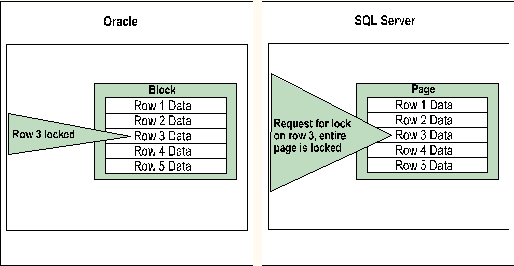 Oracle
Block
Row 1 Data
Row 2 Data
Row 3 Data
Row 4 Data
Row 5 Data
Row 3 locked
SQL Server
Page
Row 1 Data
Row 2 Data
Row 3 Data
Row 4 Data
Row 5 Data
Request for lock
on row 3, entire
page is locked